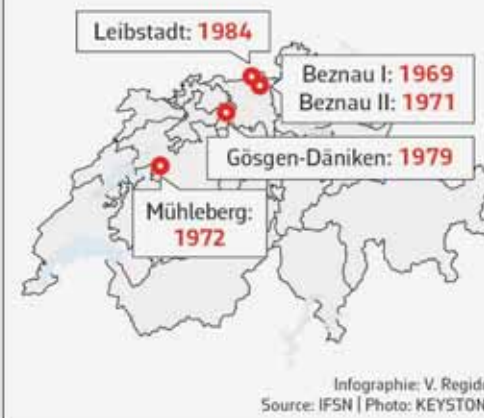 Leibstadt: 1984
Beznau I: 1969
Beznau II: 1971
Gösgen-Däniken: 1979
Mühleberg:
1972
Infographie: V. Regid
Source: IFSN | Photo: KEYSTON